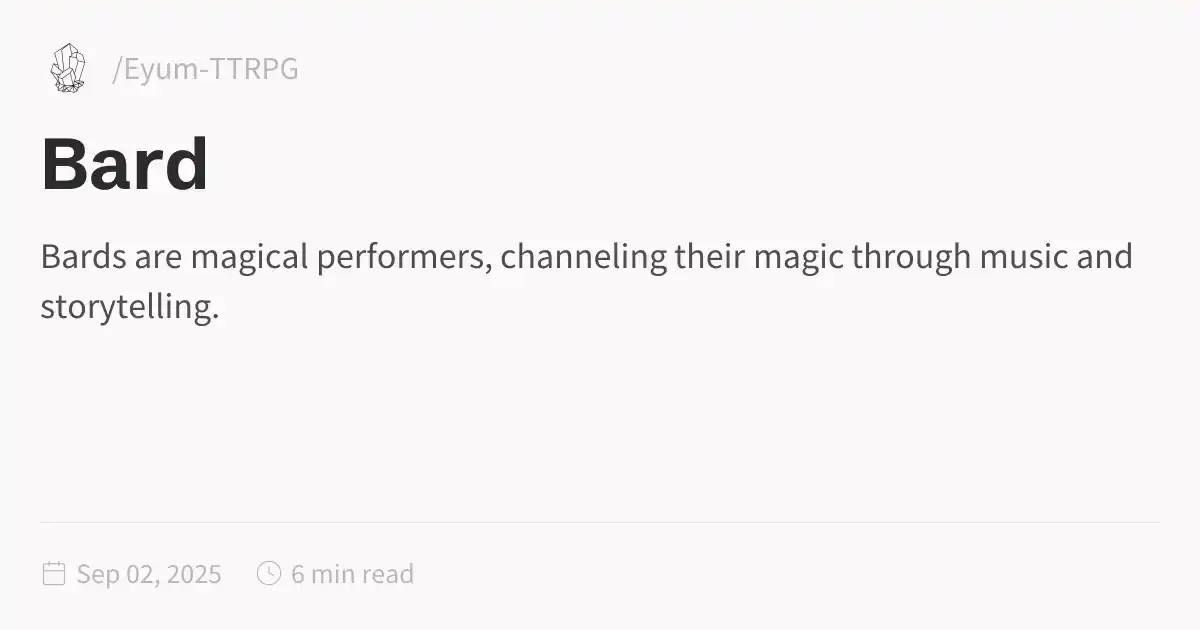 /Eyum-TTRPG
Bard
Bards are magical performers, channeling their magic through music and
storytelling.
Sep 02, 2025 6 min read